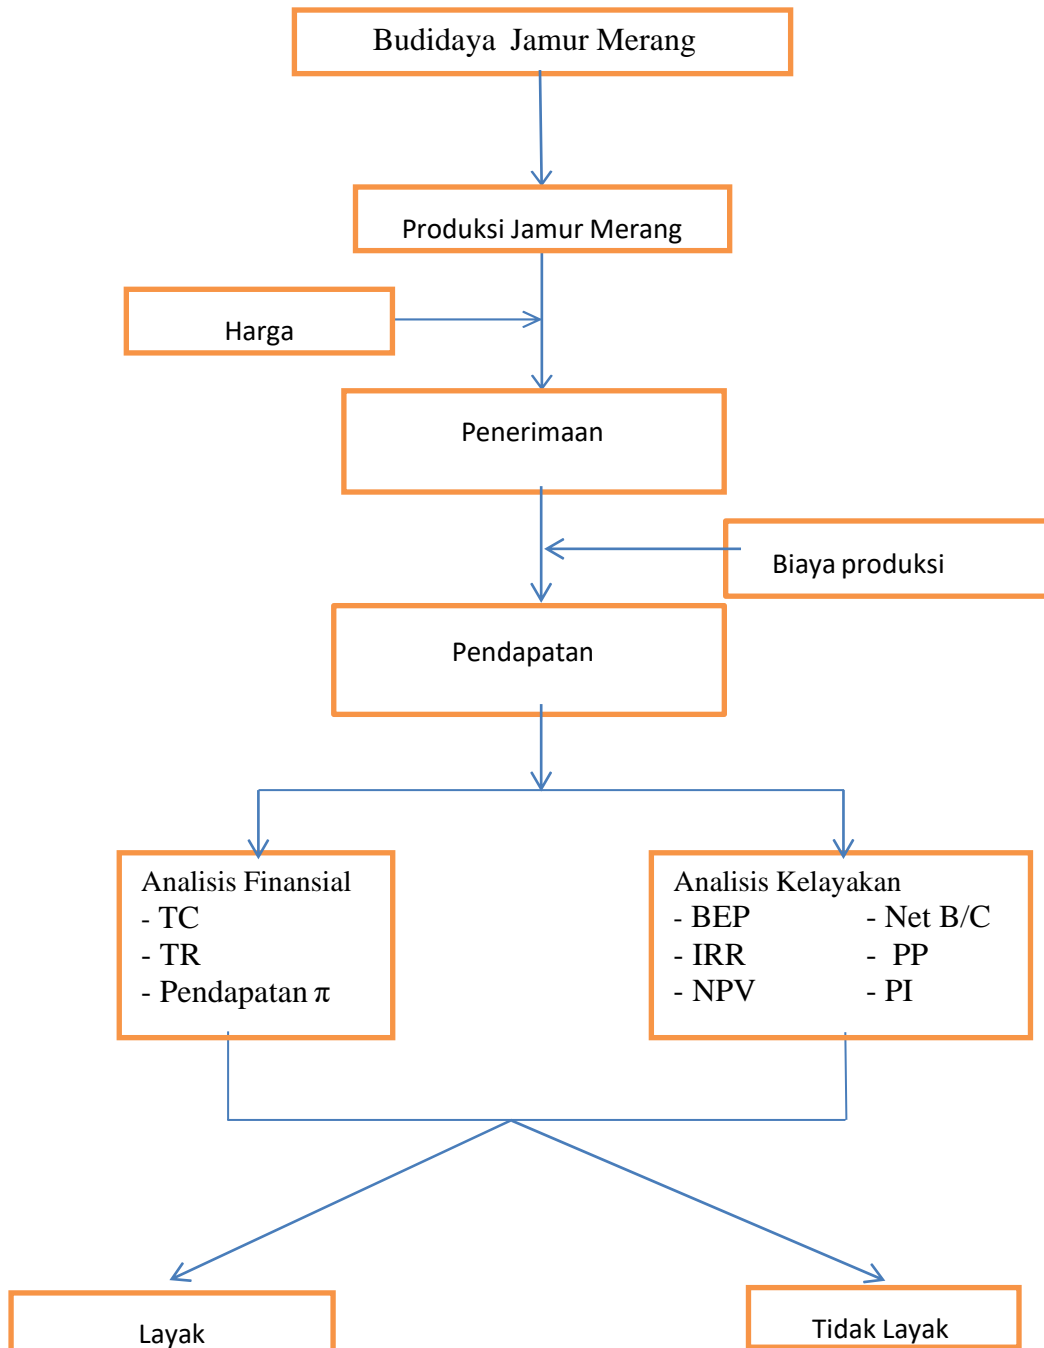 Budidaya Jamur Merang
Produksi Jamur Merang
Harga
Penerimaan
Biaya produksi
Pendapatan
Analisis Finansial
- TC
- TR
- Pendapatan π
Analisis Kelayakan
- BEP - Net B/C
- IRR - PP
- NPV - PI
Layak
Tidak Layak